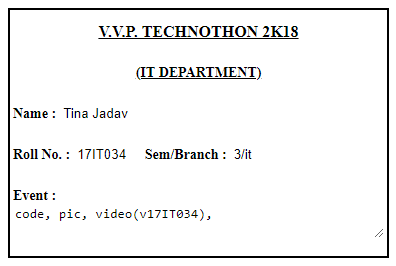 V.V.P. TECHNOTHON 2K18
(IT DEPARTMENT)
Name : Tina Jadav
Roll No. : 17IT034 Sem/Branch : 3/it
Event :
code, pic, video(v17IT034),